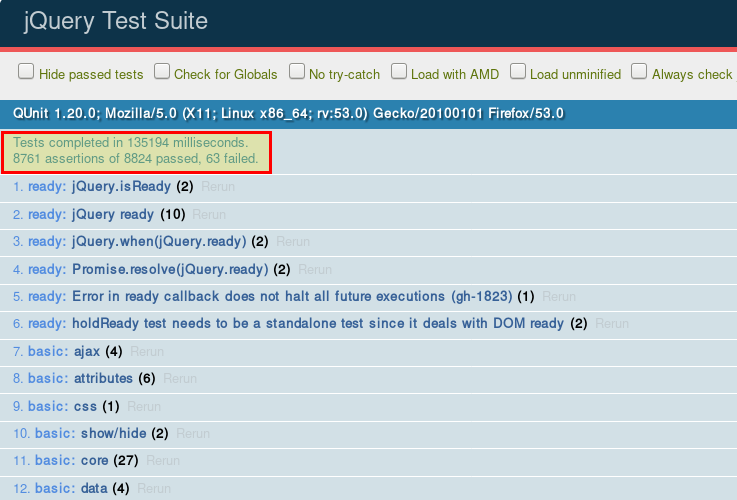 jQuery Test Suite
Hide passed tests Check for Globals No try-catch Load with AMD Load unminified Always check
QUnit 1.20.0; Mozilla/5.0 (X11; Linux x86_64; rv:53.0) Gecko/20100101 Firefox/53.0
Tests completed in 135194 milliseconds.
8761 assertions of 8824 passed, 63 failed.
1. ready: jQuery.isReady (2) Rerun
2. ready: jQuery ready (10) Rerun
3. ready: jQuery.when(jQuery.ready) (2) Rerun
4. ready: Promise.resolve(jQuery.ready) (2) Rerun
5. ready: Error in ready callback does not halt all future executions (gh-1823) (1) Rerun
6. ready: holdReady test needs to be a standalone test since it deals with DOM ready (2) Rerun
7. basic: ajax (4) Rerun
8. basic: attributes (6) Rerun
9. basic: css (1) Rerun
10. basic: show/hide (2) Rerun
11. basic: core (27) Rerun
12. basic: data (4) Rerun